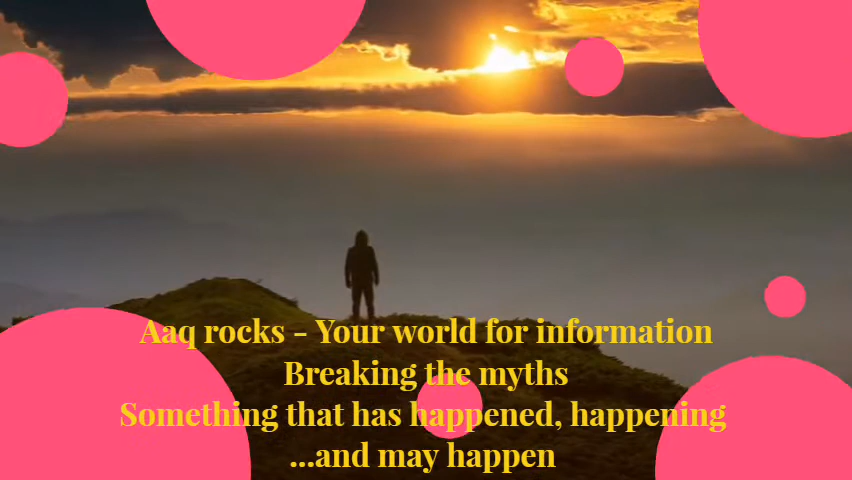 Aaq rocks - Your world for information
Breaking the myths
Something that has happened, happening
...and may happen